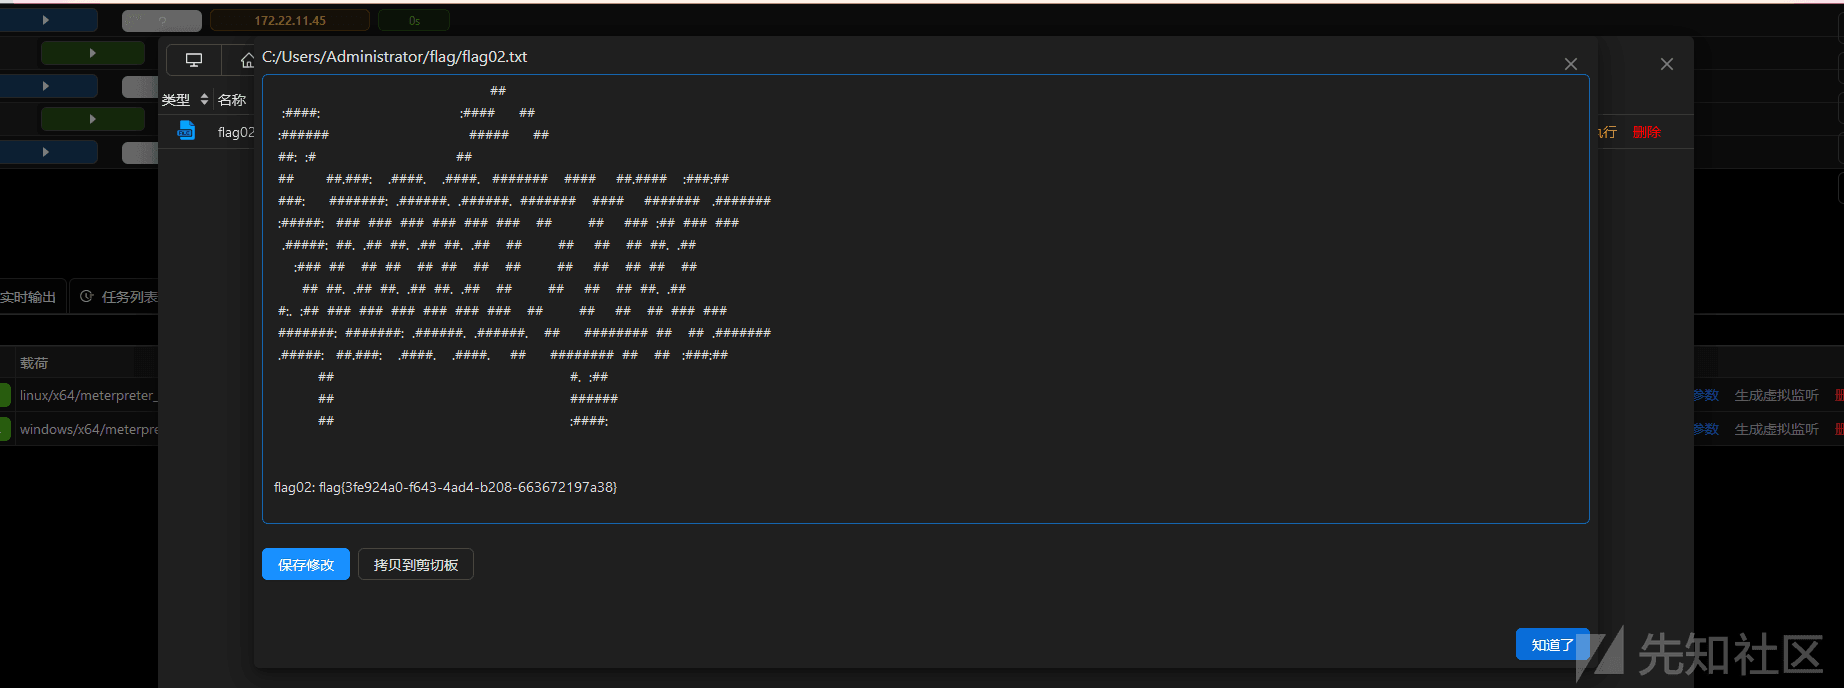 ? 172.22.11.45 0s
C:/Users/Administrator/flag/flag02.txt
类型 名称
flag02
执行 删除
##
:####: :#### ##
:###### ##### ##
##: :# ##
## ##.###: .####. .####. ####### #### ##.#### :###:##
###: #######: .######. .######. ####### #### ####### .#######
:#####: ### ### ### ### ### ### ## ## ### :## ### ###
.#####: ##. .## ##. .## ##. .## ## ## ## ## ##. .##
:### ## ## ## ## ## ## ## ## ## ## ## ##
## ##. .## ##. .## ##. .## ## ## ## ## ##. .##
#:. :## ### ### ### ### ### ### ## ## ## ## ### ###
#######: #######: .######. .######. ## ######## ## ## .#######
.#####: ##.###: .####. .####. ## ######## ## ## :###:##
## #. :##
## ######
## :####:
flag02: flag{3fe924a0-f643-4ad4-b208-663672197a38}
保存修改 拷贝到剪切板
知道了
实时输出 任务列表
载荷
linux/x64/meterpreter_ 参数 生成虚拟监听
windows/x64/meterpre 参数 生成虚拟监听
先知社区